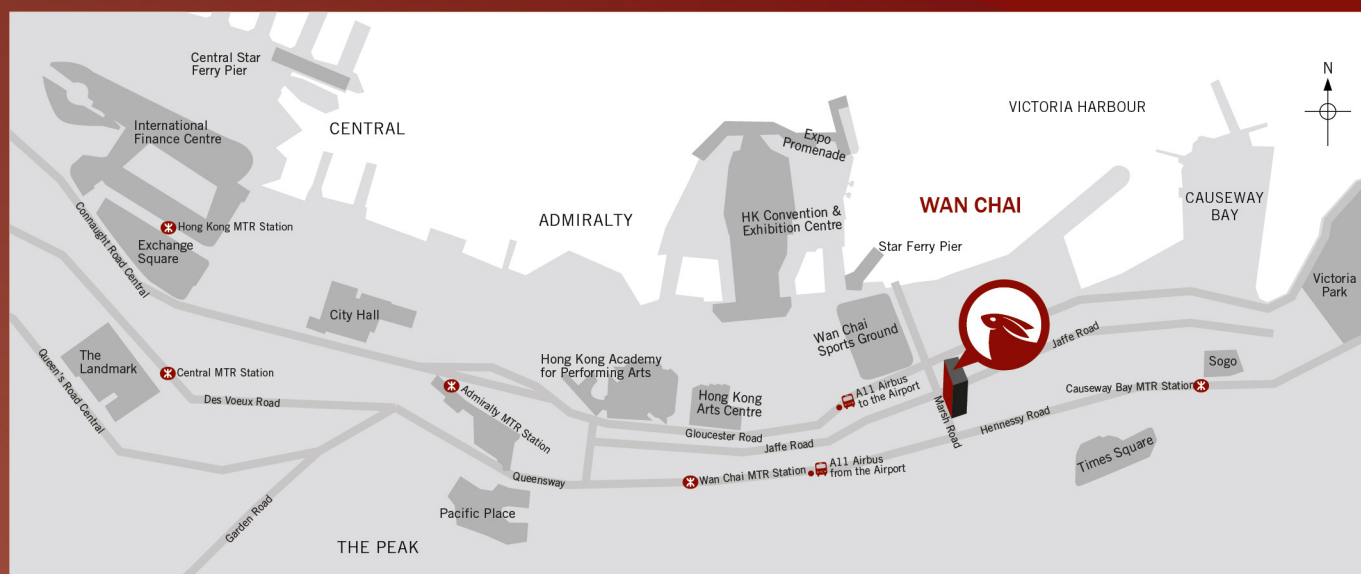 Central Star
Ferry Pier
N
VICTORIA HARBOUR
International
Finance Centre
CENTRAL
Expo
Promenade
CAUSEWAY
BAY
WAN CHAI
ADMIRALTY
HK Convention &
Exhibition Centre
Connaught Road Central
Hong Kong MTR Station
Exchange
Square
Star Ferry Pier
Victoria
Park
City Hall
Wan Chai
Sports Ground
Jaffe Road
The
Landmark
Central MTR Station
Hong Kong Academy
for Performing Arts
Sogo
Queen's Road Central
Des Voeux Road
Admiralty MTR Station
Hong Kong
Arts Centre
A11 Airbus
to the Airport
Causeway Bay MTR Station
Marsh Road
Hennessy Road
Gloucester Road
Jaffe Road
Times Square
Queensway
Wan Chai MTR Station
A11 Airbus
from the Airport
Garden Road
Pacific Place
THE PEAK